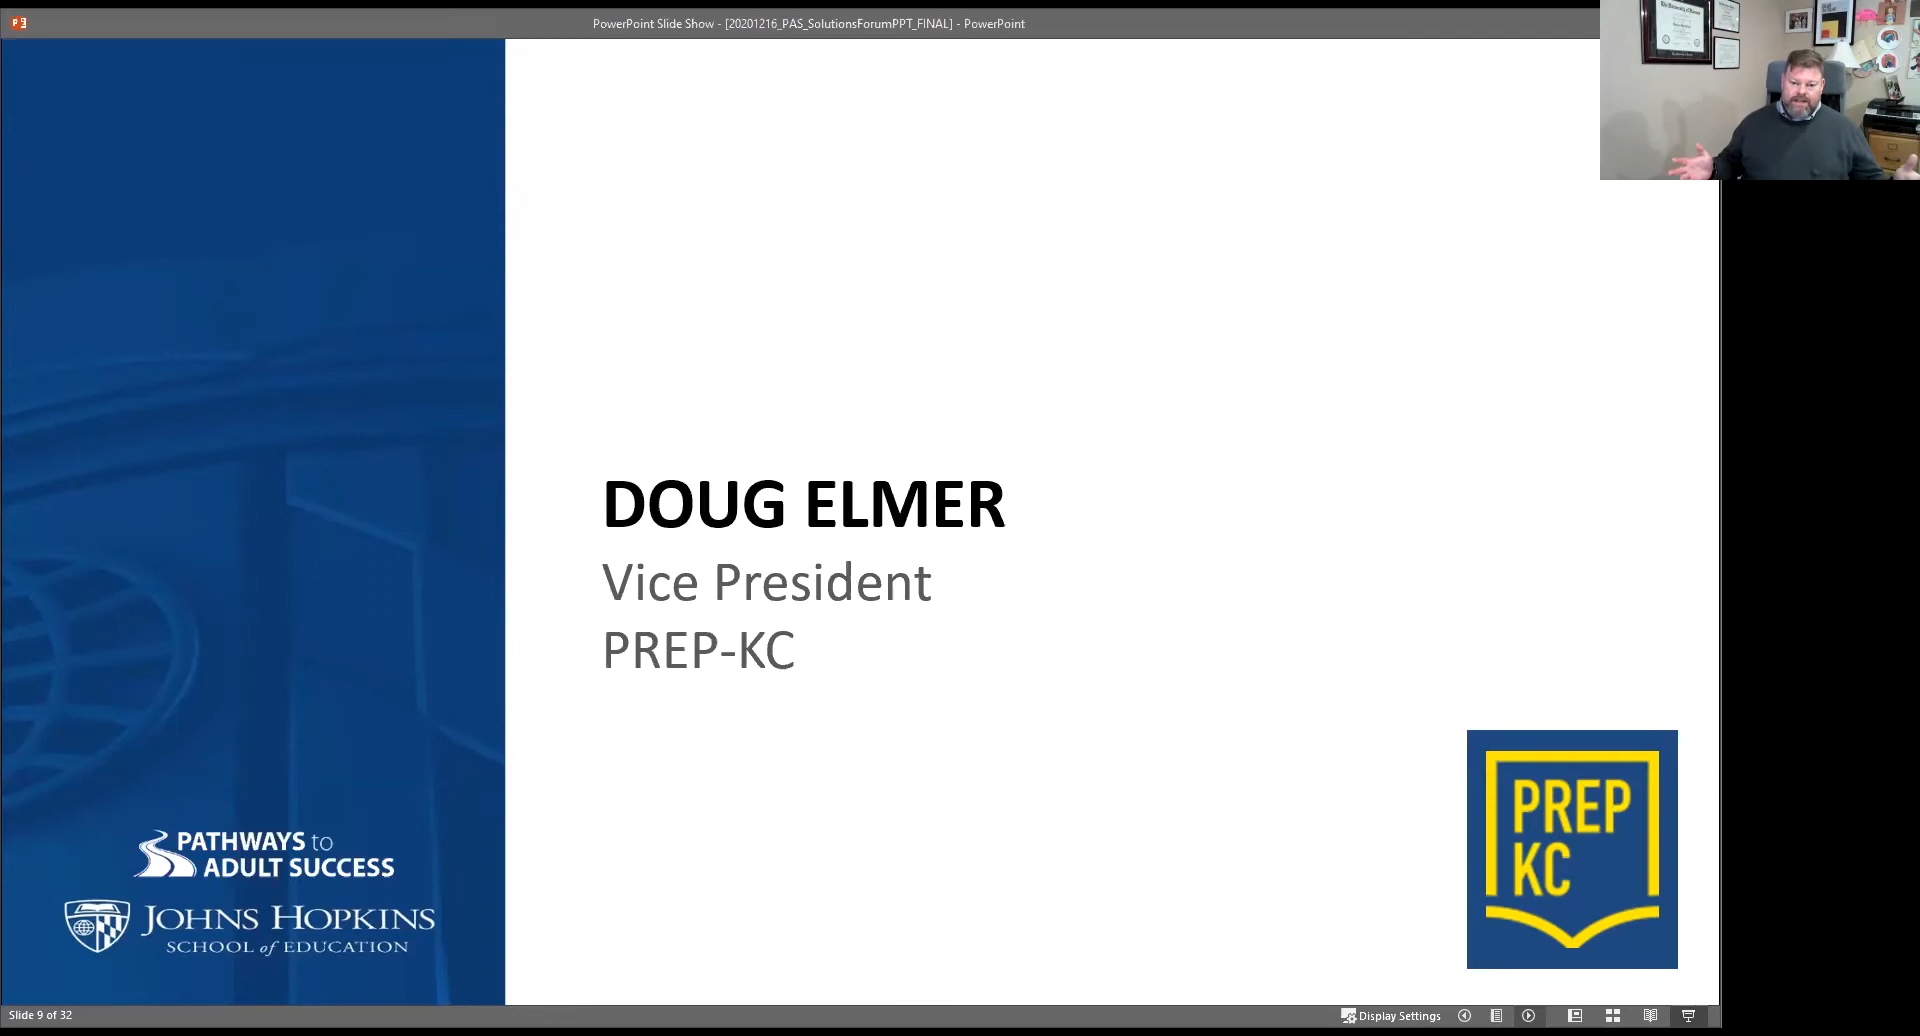 PowerPoint Slide Show - [20201216_PAS_SolutionsForumPPT_FINAL] - PowerPoint
DOUG ELMER
Vice President
PREP-KC
PATHWAYS to
ADULT SUCCESS
JOHNS HOPKINS
SCHOOL of EDUCATION
PREP
KC
Slide 9 of 32
Display Settings